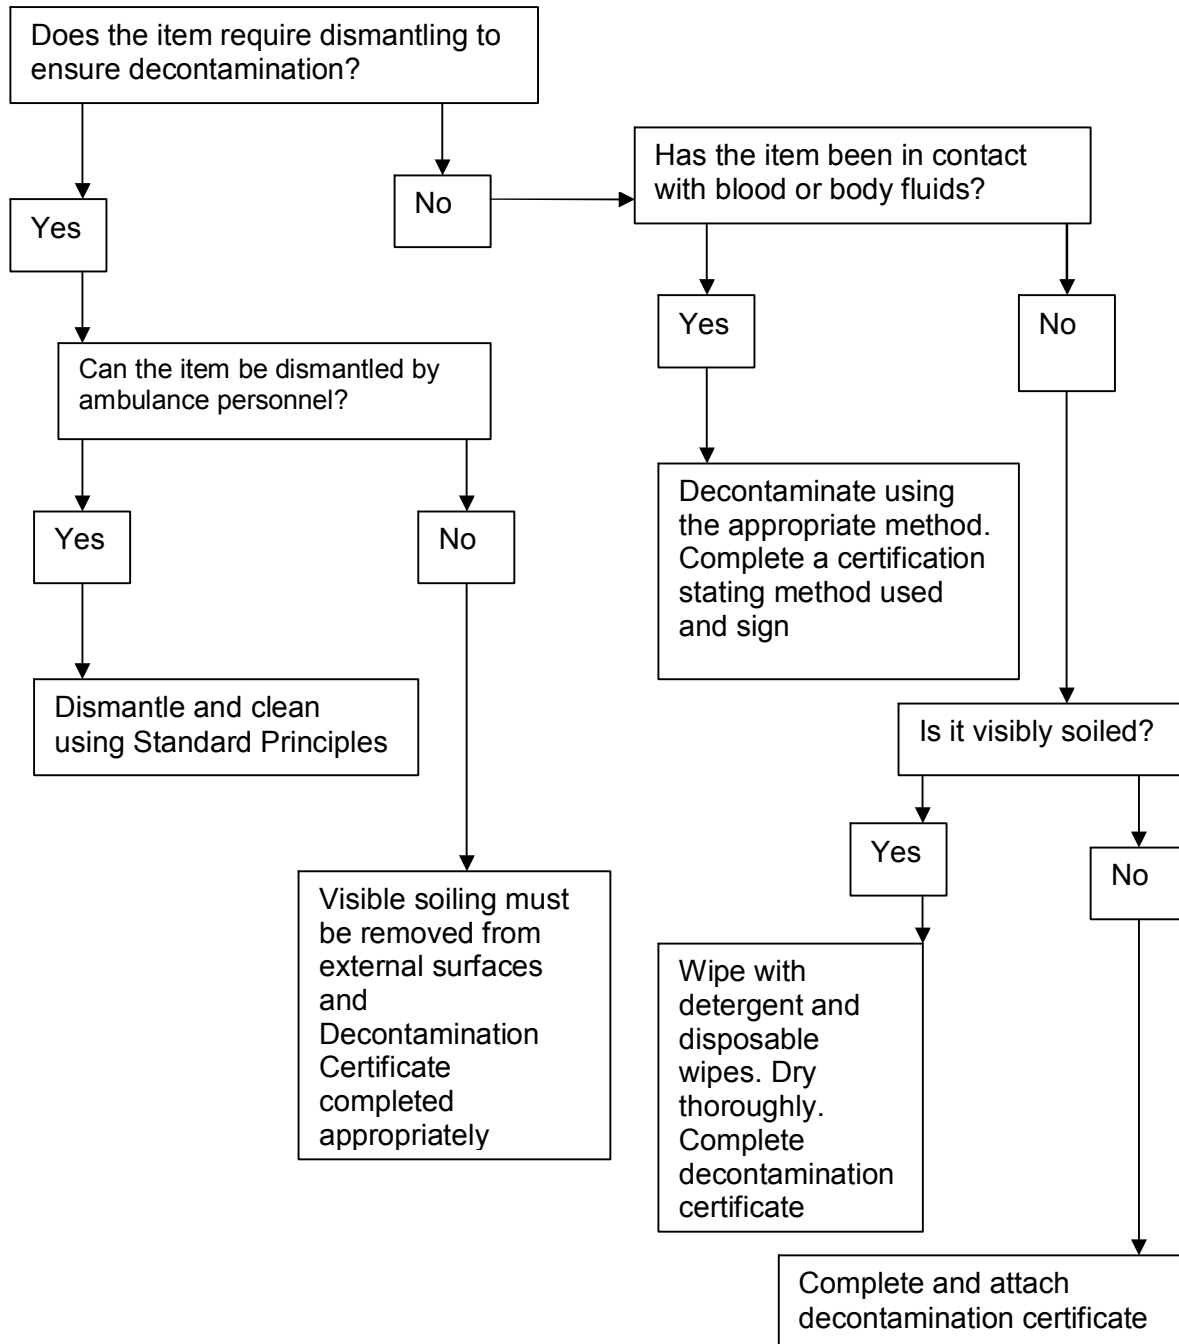 Does the item require dismantling to
ensure decontamination?
Has the item been in contact
with blood or body fluids?
No
Yes
Yes
No
Can the item be dismantled by
ambulance personnel?
Decontaminate using
the appropriate method.
Complete a certification
stating method used
and sign
Yes
No
Dismantle and clean
using Standard Principles
Is it visibly soiled?
Yes
No
Visible soiling must
be removed from
external surfaces
and
Decontamination
Certificate
completed
appropriately
Wipe with
detergent and
disposable
wipes. Dry
thoroughly.
Complete
decontamination
certificate
Complete and attach
decontamination certificate